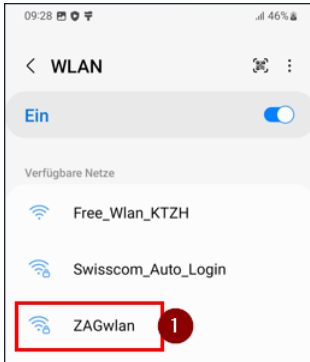 09:28 46%
WLAN
Ein
Verfügbare Netze
Free_Wlan_KTZH
Swisscom_Auto_Login
ZAGwlan 1